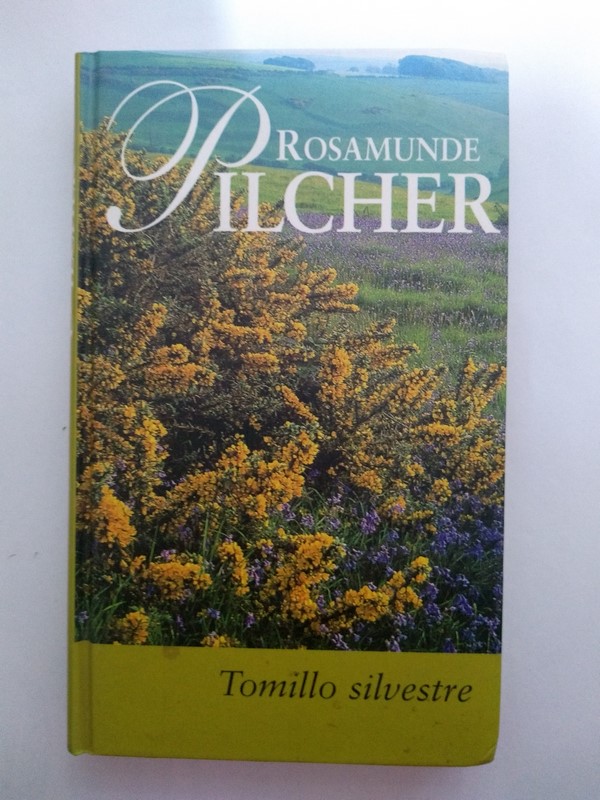 ROSAMUNDE
PILCHER
Tomillo silvestre